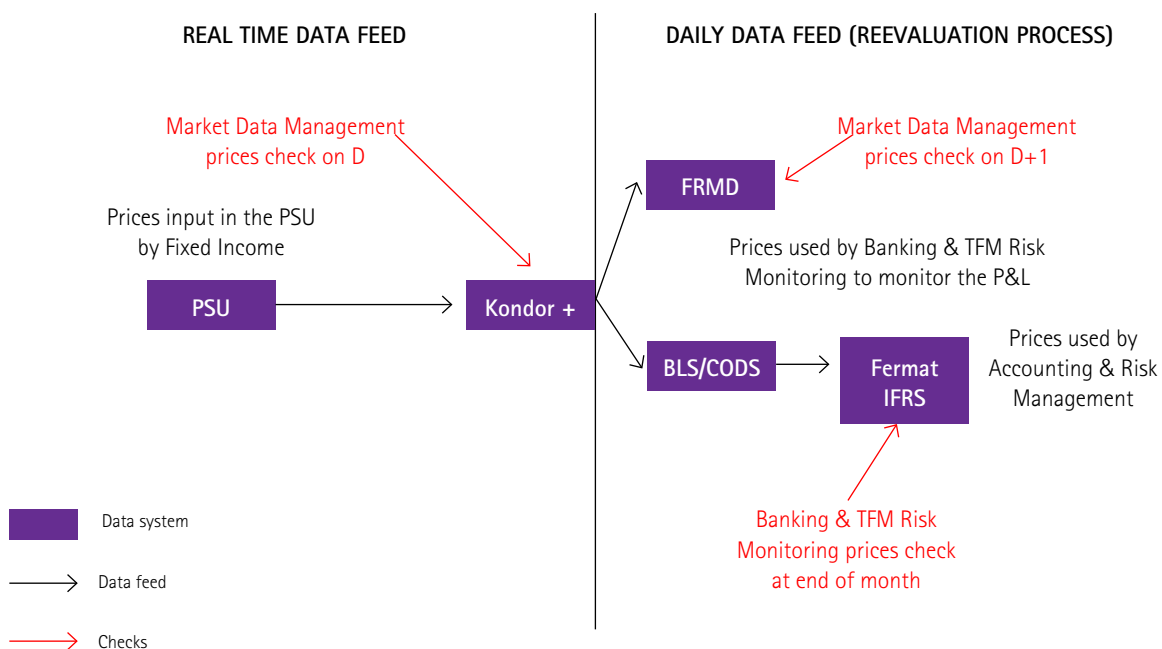 REAL TIME DATA FEED
DAILY DATA FEED (REEVALUATION PROCESS)
Market Data Management
prices check on D
Market Data Management
prices check on D+1
FRMD
Prices input in the PSU
by Fixed Income
Prices used by Banking & TFM Risk
Monitoring to monitor the P&L
PSU
Kondor +
BLS/CODS
Fermat
IFRS
Prices used by
Accounting & Risk
Management
Banking & TFM Risk
Monitoring prices check
at end of month
Data system
Data feed
Checks